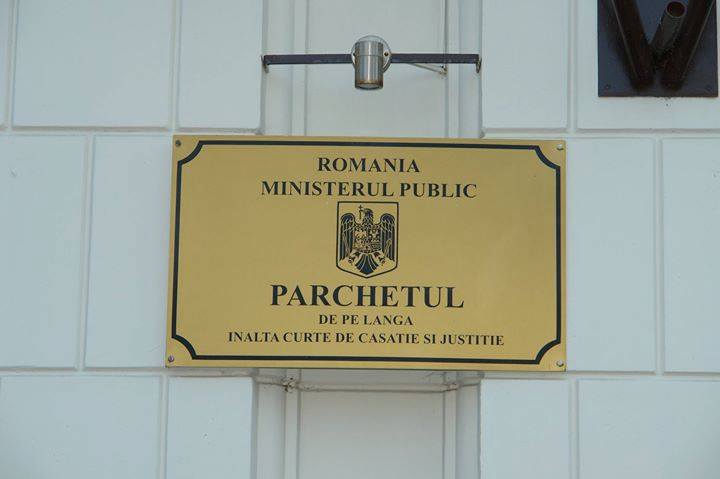 ROMANIA
MINISTERUL PUBLIC
PARCHETUL
DE PE LANGA
INALTA CURTE DE CASATIE SI JUSTITIE